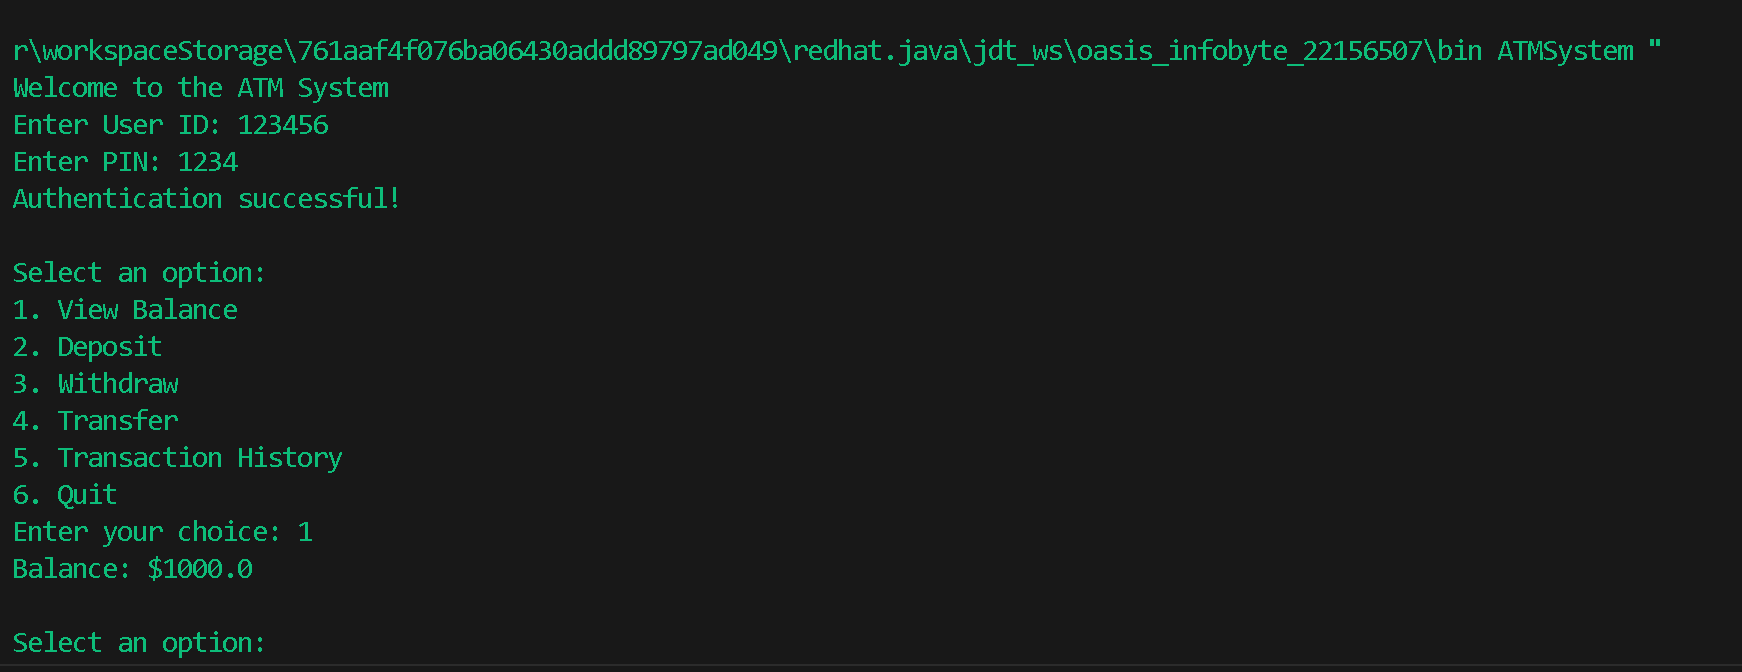 r\workspaceStorage\761aaf4f076ba06430addd89797ad049\redhat.java\jdt_ws\oasis_infobyte_22156507\bin ATMSystem "
Welcome to the ATM System
Enter User ID: 123456
Enter PIN: 1234
Authentication successful!
Select an option:
1. View Balance
2. Deposit
3. Withdraw
4. Transfer
5. Transaction History
6. Quit
Enter your choice: 1
Balance: $1000.0
Select an option: